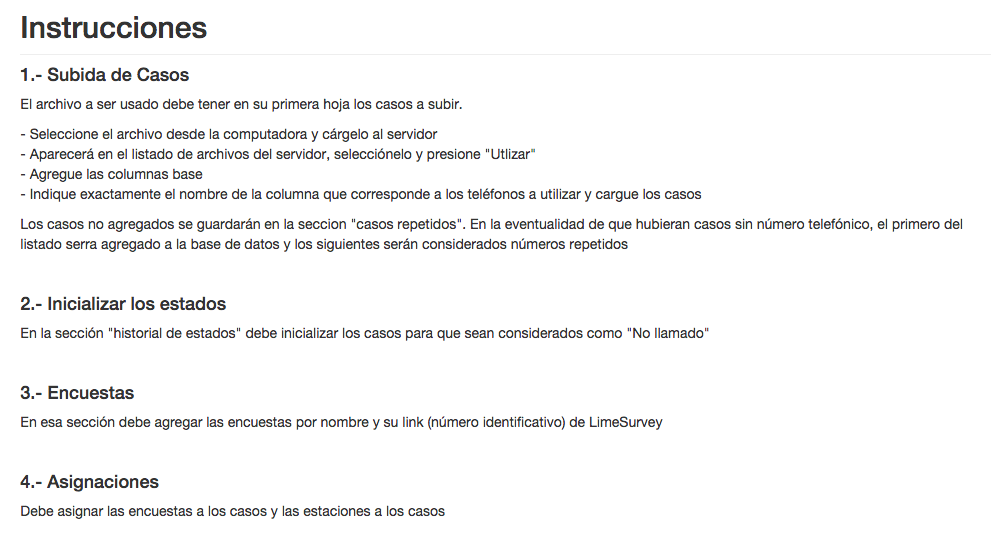 Instrucciones
1.- Subida de Casos
El archivo a ser usado debe tener en su primera hoja los casos a subir.
- Seleccione el archivo desde la computadora y cárgelo al servidor
- Aparecerá en el listado de archivos del servidor, selecciónelo y presione "Utlizar"
- Agregue las columnas base
- Indique exactamente el nombre de la columna que corresponde a los teléfonos a utilizar y cargue los casos
Los casos no agregados se guardarán en la seccion "casos repetidos". En la eventualidad de que hubieran casos sin número telefónico, el primero del
listado serra agregado a la base de datos y los siguientes serán considerados números repetidos
2.- Inicializar los estados
En la sección "historial de estados" debe inicializar los casos para que sean considerados como "No llamado"
3.- Encuestas
En esa sección debe agregar las encuestas por nombre y su link (número identificativo) de LimeSurvey
4.- Asignaciones
Debe asignar las encuestas a los casos y las estaciones a los casos